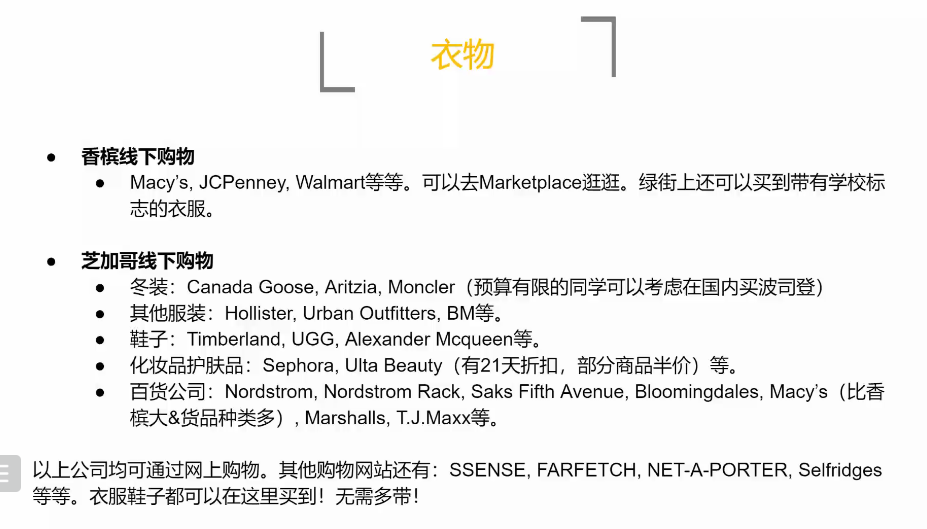 衣物
● 香槟线下购物
● Macy's, JCPenney, Walmart等等。可以去Marketplace逛逛。绿街上还可以买到带有学校标
志的衣服。
● 芝加哥线下购物
● 冬装：Canada Goose, Aritzia, Moncler（预算有限的同学可以考虑在国内买波司登）
● 其他服装：Hollister, Urban Outfitters, BM等。
● 鞋子：Timberland, UGG, Alexander Mcqueen等。
● 化妆品护肤品：Sephora, Ulta Beauty（有21天折扣，部分商品半价）等。
● 百货公司：Nordstrom, Nordstrom Rack, Saks Fifth Avenue, Bloomingdales, Macy's（比香
槟大&货品种类多）, Marshalls, T.J.Maxx等。
以上公司均可通过网上购物。其他购物网站还有：SSENSE, FARFETCH, NET-A-PORTER, Selfridges
等等。衣服鞋子都可以在这里买到！无需多带！